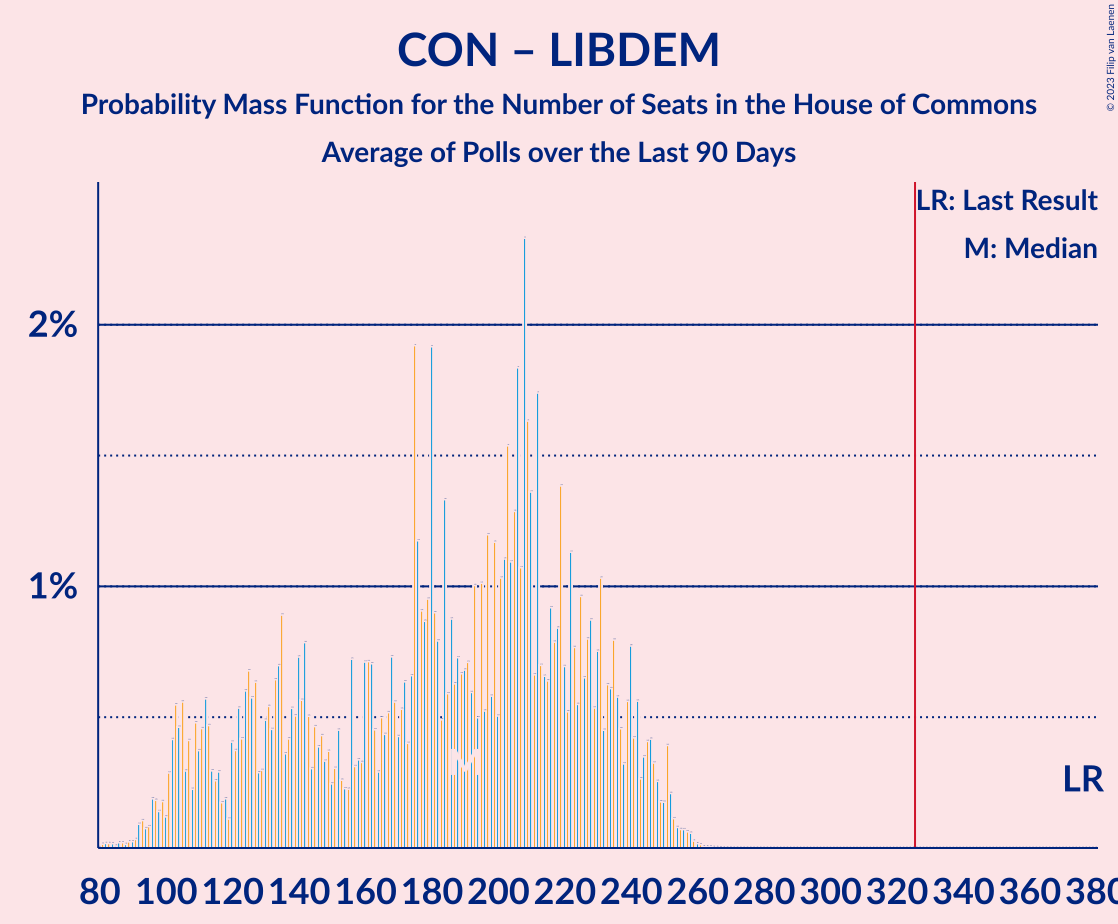 CON – LIBDEM
Probability Mass Function for the Number of Seats in the House of Commons
Average of Polls over the Last 90 Days
© 2023 Filip van Laenen
LR: Last Result
M: Median
2%
1%
M
LR
80 100 120 140 160 180 200 220 240 260 280 300 320 340 360 380